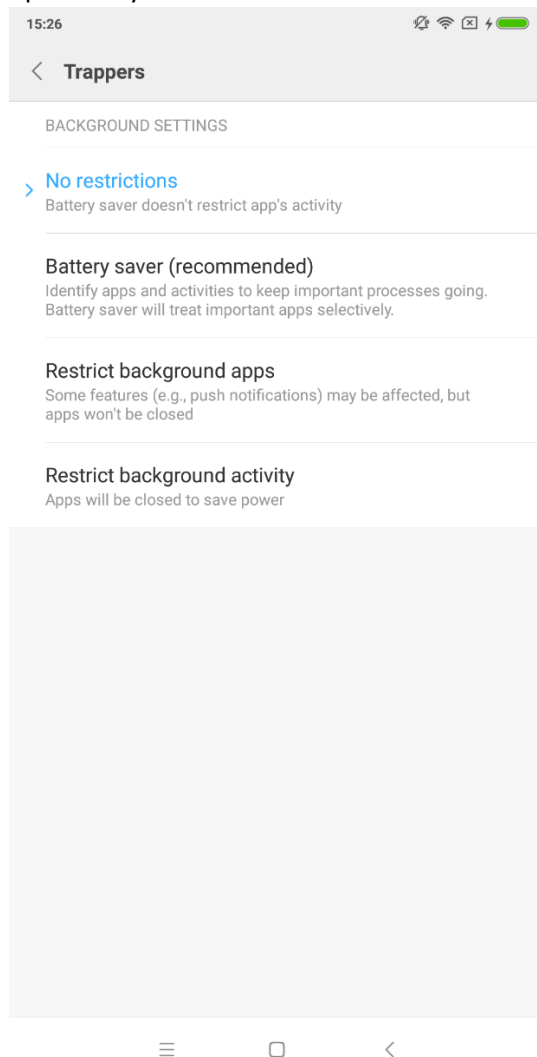 15:26
Trappers
BACKGROUND SETTINGS
No restrictions
Battery saver doesn't restrict app's activity
Battery saver (recommended)
Identify apps and activities to keep important processes going.
Battery saver will treat important apps selectively.
Restrict background apps
Some features (e.g., push notifications) may be affected, but
apps won't be closed
Restrict background activity
Apps will be closed to save power